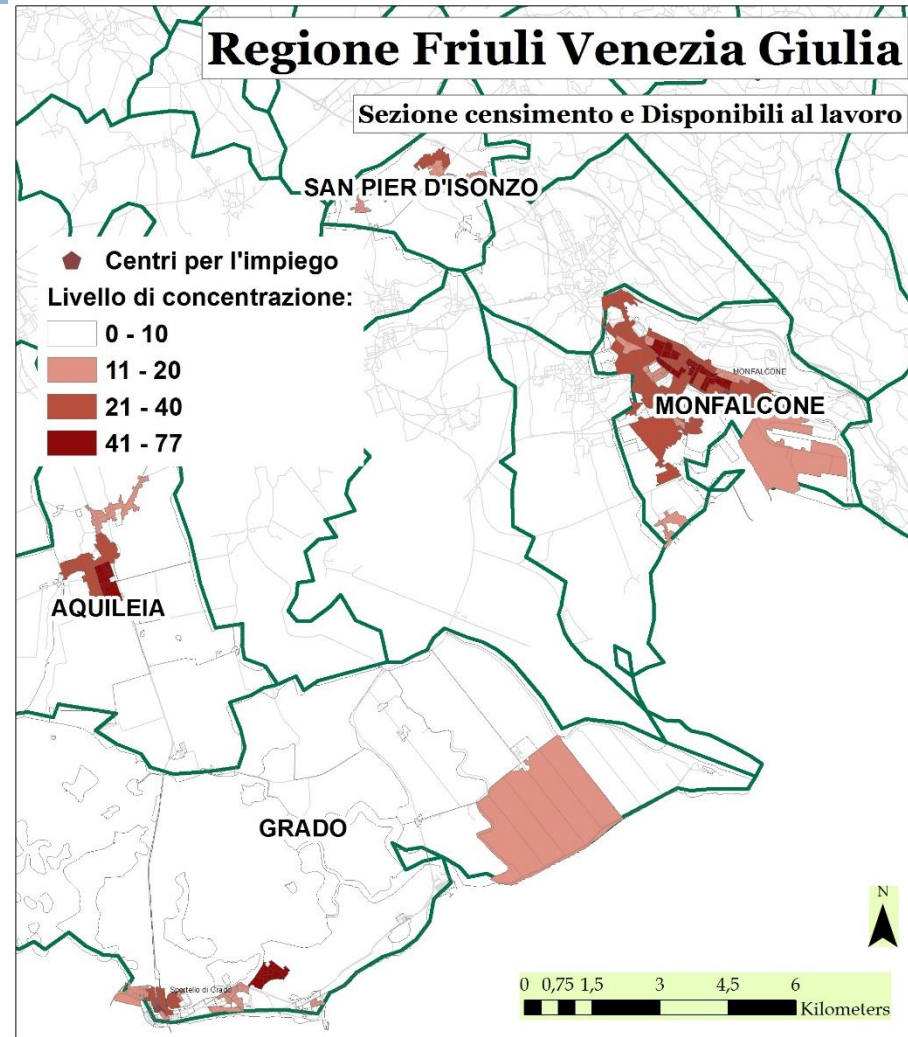 Regione Friuli Venezia Giulia
Sezione censimento e Disponibili al lavoro
SAN PIER D'ISONZO
Centri per l'impiego
Livello di concentrazione:
0 - 10
11 - 20
21 - 40
41 - 77
MONFALCONE
MONFALCONE
AQUILEIA
GRADO
Sportello di Grado
N
0 0,75 1,5 3 4,5 6
Kilometers